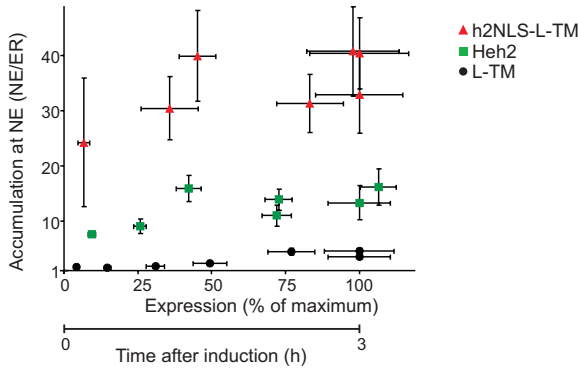 Accumulation at NE (NE/ER)
40
30
20
10
1
0
25
50
75
100
Expression (% of maximum)
0
3
Time after induction (h)
h2NLS-L-TM
Heh2
L-TM